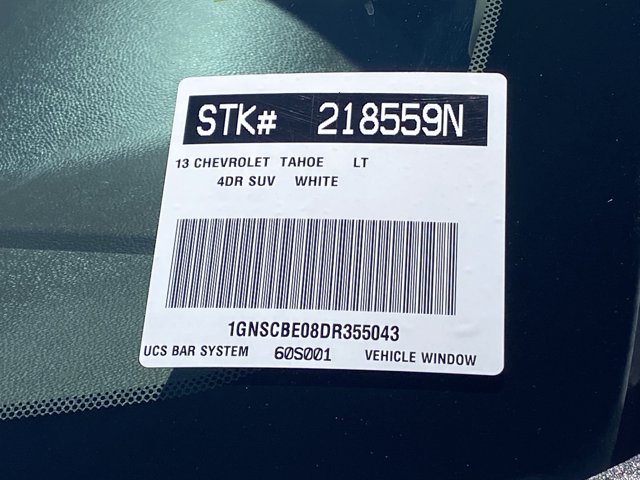 STK# 218559N
13 CHEVROLET TAHOE LT
4DR SUV WHITE
1GNSCBE08DR355043
UCS BAR SYSTEM 60S001 VEHICLE WINDOW